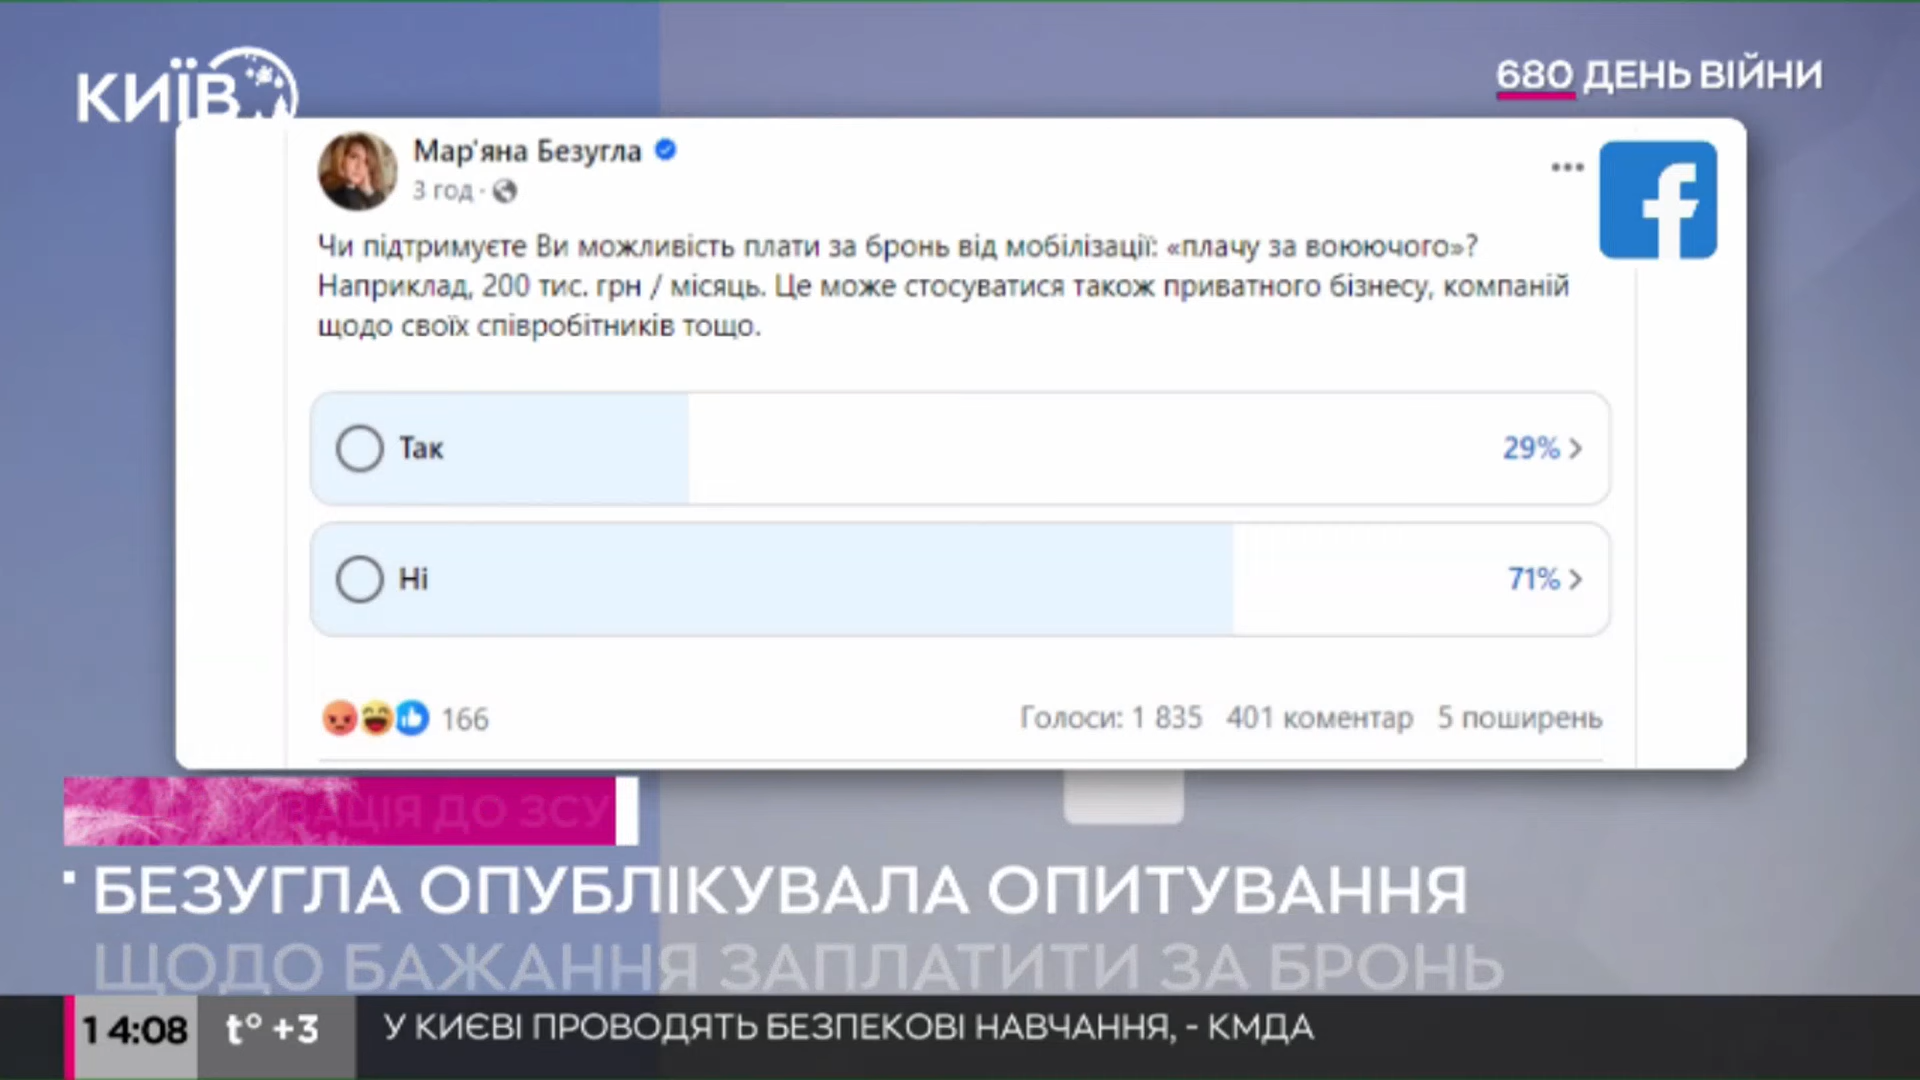 КИЇВ
680 ДЕНЬ ВІЙНИ
Мар'яна Безугла
3 год ·
Чи підтримуєте Ви можливість плати за бронь від мобілізації: «плачу за воюючого»?
Наприклад, 200 тис. грн / місяць. Це може стосуватися також приватного бізнесу, компаній
щодо своїх співробітників тощо.
Так
29%
Ні
71%
166
Голоси: 1 835 401 коментар 5 поширень
ДО ЗСУ
БЕЗУГЛА ОПУБЛІКУВАЛА ОПИТУВАННЯ
ЩОДО БАЖАННЯ ЗАПЛАТИТИ ЗА БРОНЬ
14:08 t° +3 У КИЄВІ ПРОВОДЯТЬ БЕЗПЕКОВІ НАВЧАННЯ, - КМДА